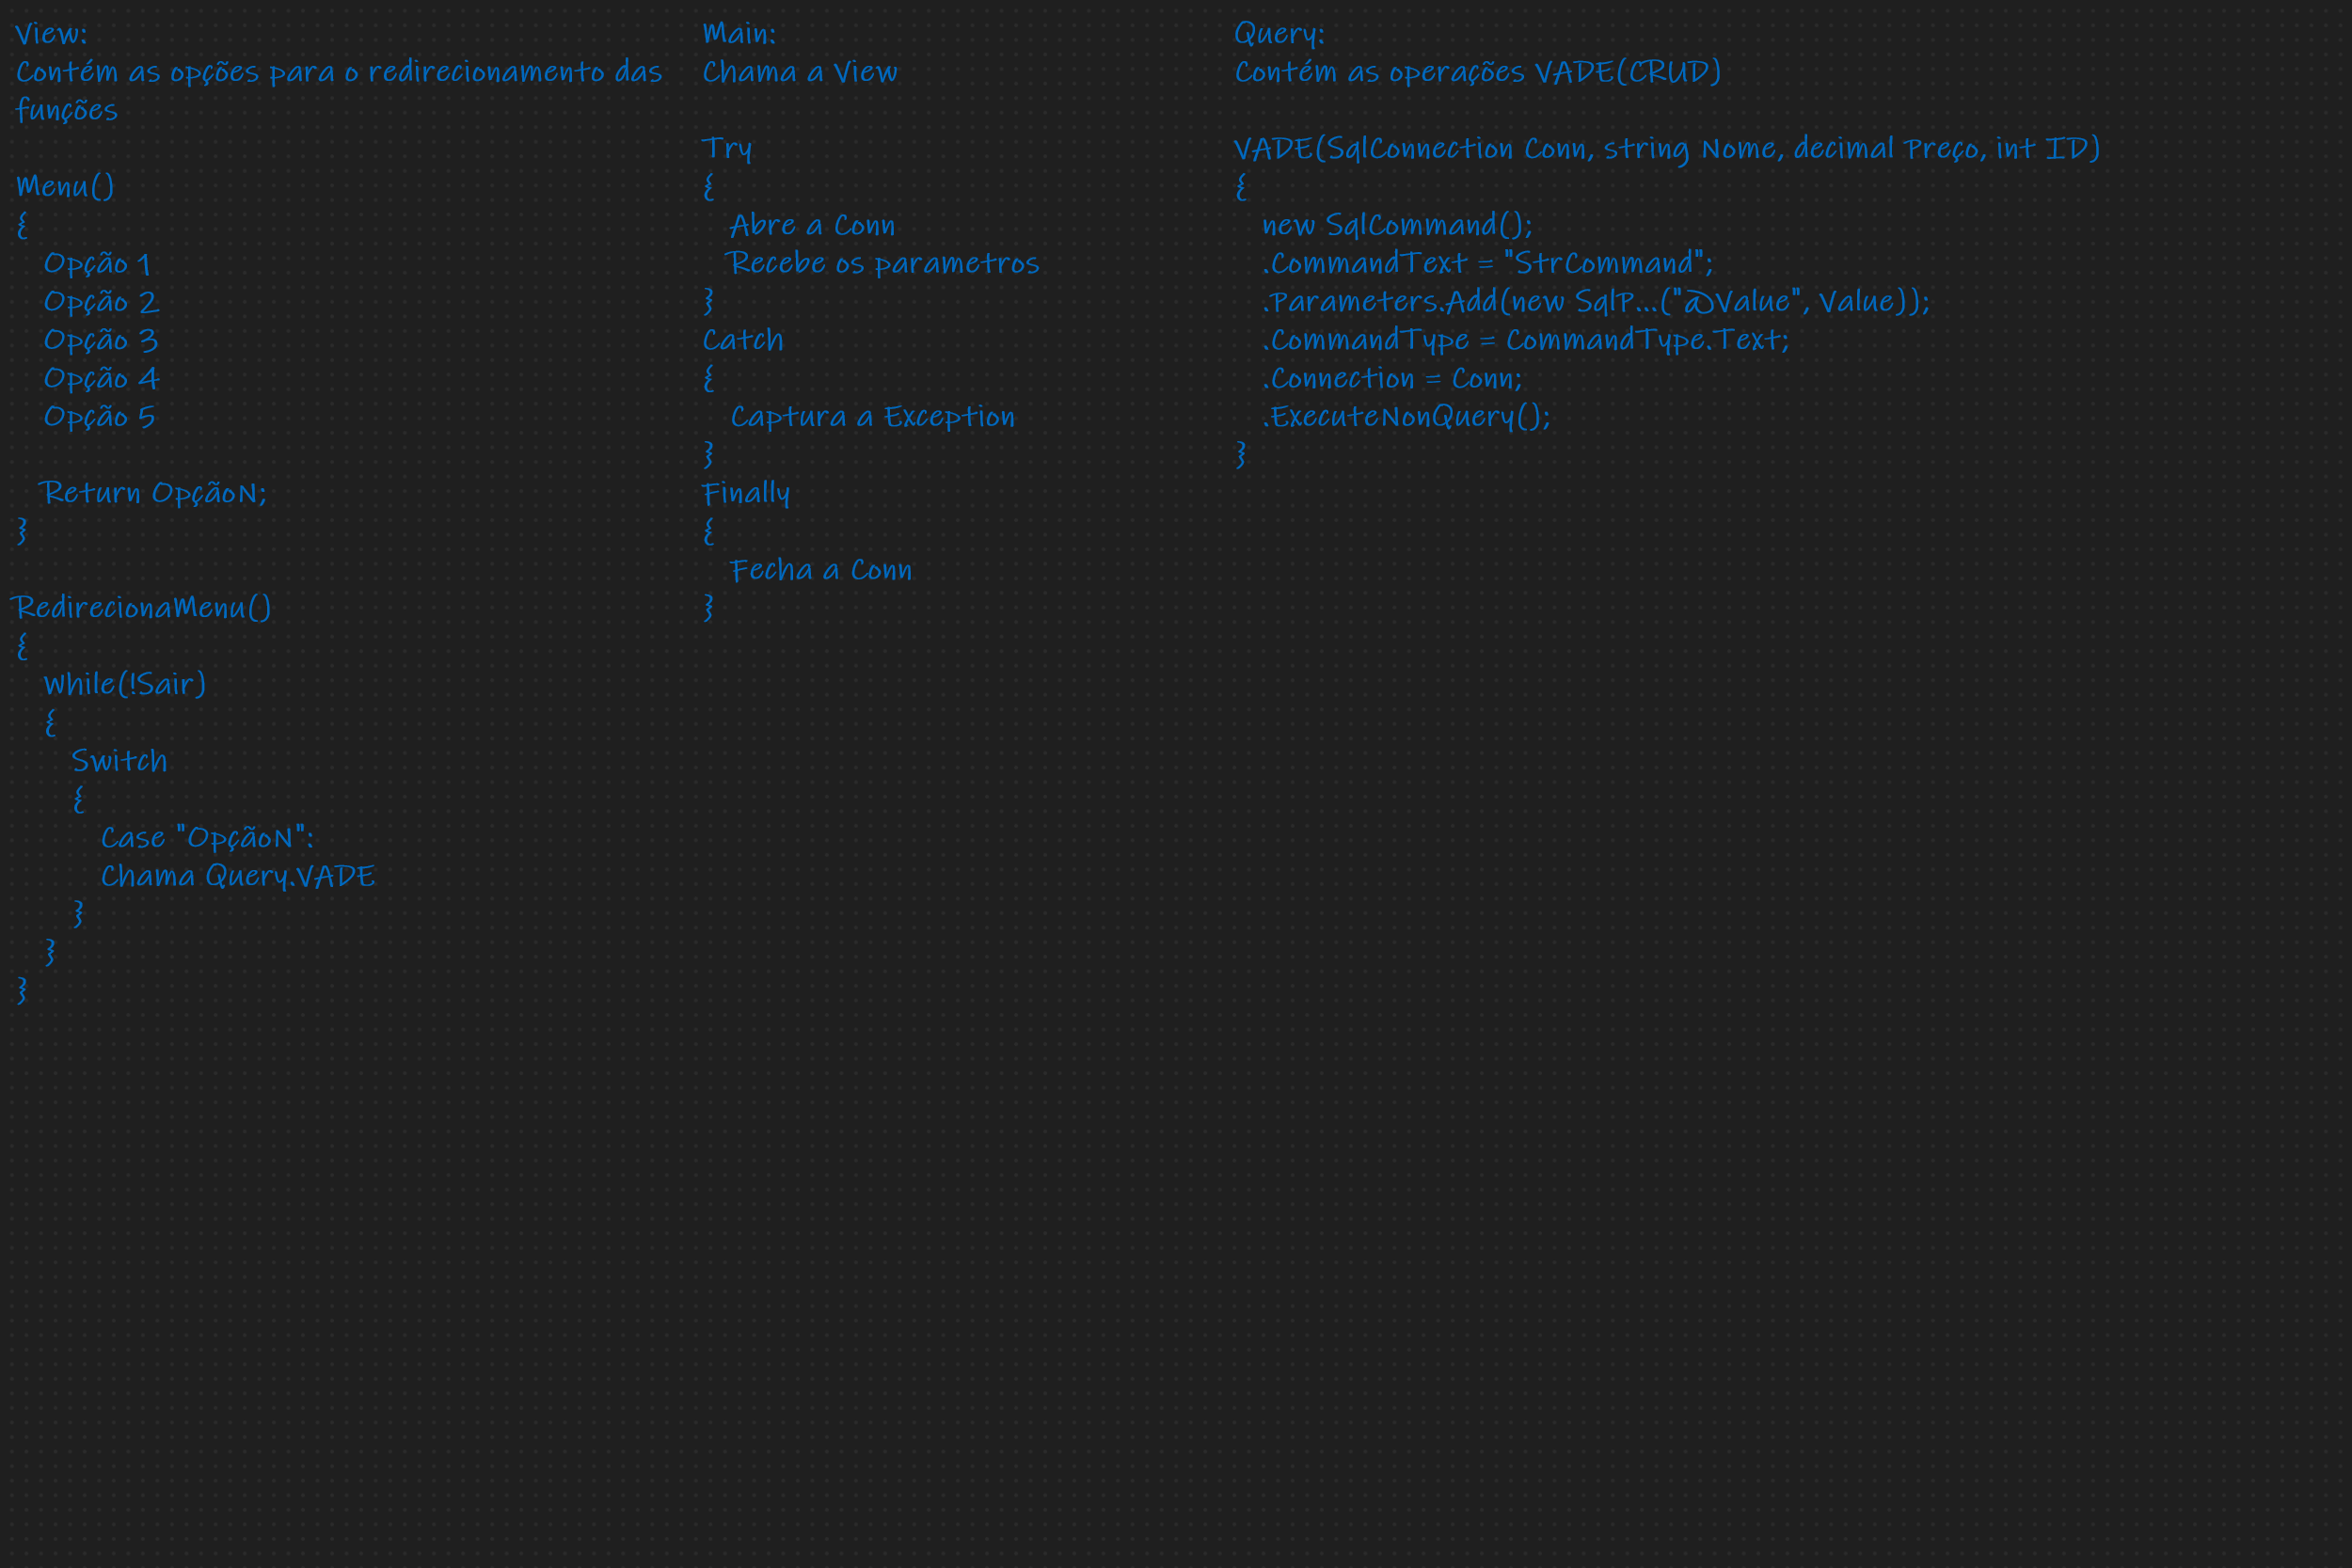 View:
Contém as opções para o redirecionamento das
funções
Menu()
{
Opção 1
Opção 2
Opção 3
Opção 4
Opção 5
Return OpçãoN;
}
RedirecionaMenu()
{
While(!Sair)
{
Switch
{
Case "OpçãoN":
Chama Query.VADE
}
}
}
Main:
Chama a View
Try
{
Abre a Conn
Recebe os parametros
}
Catch
{
Captura a Exception
}
Finally
{
Fecha a Conn
}
Query:
Contém as operações VADE(CRUD)
VADE(SqlConnection Conn, string Nome, decimal Preço, int ID)
{
new SqlCommand();
.CommandText = "StrCommand";
.Parameters.Add(new SqlP...("@Value", Value));
.CommandType = CommandType.Text;
.Connection = Conn;
.ExecuteNonQuery();
}